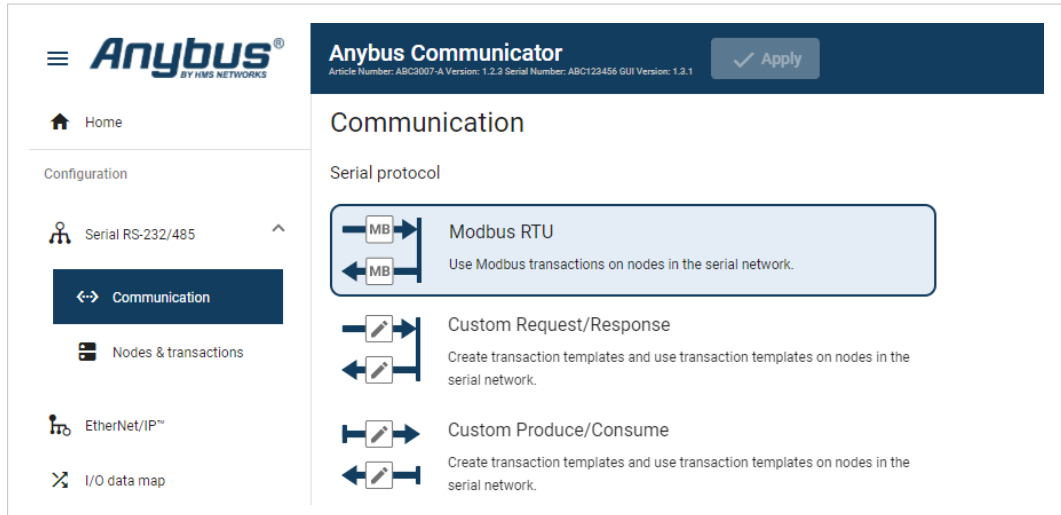 Anybus®
BY HMS NETWORKS
Anybus Communicator
Article Number: ABC3007-A Version: 1.2.3 Serial Number: ABC123456 GUI Version: 1.3.1
Apply
Home
Configuration
Serial RS-232/485
Communication
Nodes & transactions
EtherNet/IP™
I/O data map
Communication
Serial protocol
MB
MB
Modbus RTU
Use Modbus transactions on nodes in the serial network.
Custom Request/Response
Create transaction templates and use transaction templates on nodes in the
serial network.
Custom Produce/Consume
Create transaction templates and use transaction templates on nodes in the
serial network.